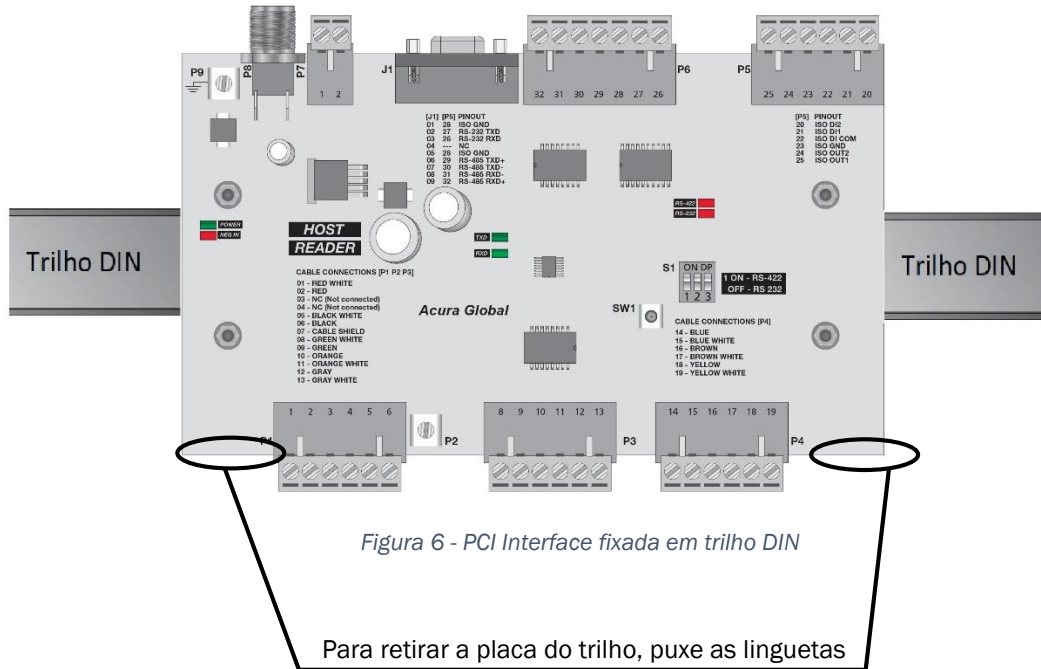 P9
P8
P7
1 2
J1
P6
32 31 30 29 28 27 26
P5
25 24 23 22 21 20
[J1] [P5] PINOUT
01 28 ISO GND
02 27 RS-232 TXD
03 26 RS-232 RXD
04 --- NC
05 28 ISO GND
06 29 RS-485 TXD+
07 30 RS-485 TXD-
08 31 RS-485 RXD-
09 32 RS-485 RXD+
[P5] PINOUT
20 ISO DI2
21 ISO DI1
22 ISO DI COM
23 ISO GND
24 ISO OUT2
25 ISO OUT1
POWER
NEG IN
HOST
READER
TXD
RXD
RS-422
RS-232
Trilho DIN
Trilho DIN
CABLE CONNECTIONS [P1 P2 P3]
01 - RED WHITE
02 - RED
03 - NC (Not connected)
04 - NC (Not connected)
05 - BLACK WHITE
06 - BLACK
07 - CABLE SHIELD
08 - GREEN WHITE
09 - GREEN
10 - ORANGE
11 - ORANGE WHITE
12 - GRAY
13 - GRAY WHITE
Acura Global
S1
ON DP
1 2 3
1 ON - RS-422
OFF - RS 232
SW1
CABLE CONNECTIONS [P4]
14 - BLUE
15 - BLUE WHITE
16 - BROWN
17 - BROWN WHITE
18 - YELLOW
19 - YELLOW WHITE
1 2 3 4 5 6
P1
P2
8 9 10 11 12 13
P3
14 15 16 17 18 19
P4
Figura 6 - PCI Interface fixada em trilho DIN
Para retirar a placa do trilho, puxe as linguetas